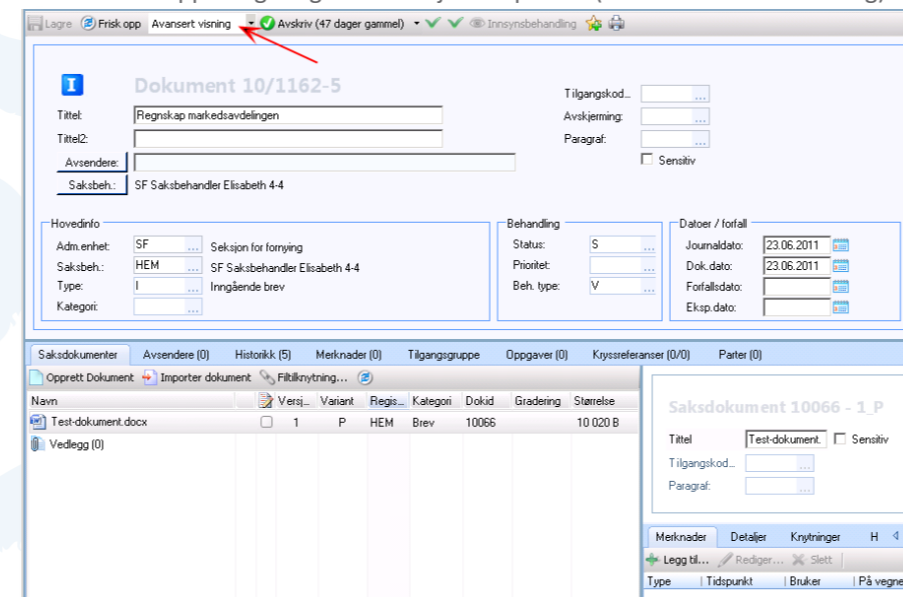 Lagre Frisk opp Avansert visning Avskriv (47 dager gammel) Innsynsbehandling
Dokument 10/1162-5
Tittel: Regnskap markedsavdelingen
Tittel2:
Avsendere:
Saksbeh.: SF Saksbehandler Elisabeth 4-4
Tilgangskod...
Avskjerming:
Paragraf:
Sensitiv
Hovedinfo
Adm.enhet: SF ... Seksjon for fornying
Saksbeh.: HEM ... SF Saksbehandler Elisabeth 4-4
Type: I ... Inngående brev
Kategori: ...
Behandling
Status: S ...
Prioritet: ...
Beh. type: V ...
Datoer / forfall
Journaldato: 23.06.2011
Dok.dato: 23.06.2011
Forfallsdato:
Eksp.dato:
Saksdokumenter Avsendere (0) Historikk (5) Merknader (0) Tilgangsgruppe Oppgaver (0) Kryssreferanser (0/0) Parter (0)
Opprett Dokument Importer dokument Filtilknytning...
Navn Versj... Variant Regis... Kategori Dokid Gradering Størrelse
Test-dokument.docx 1 P HEM Brev 10066 10 020 B
Vedlegg (0)
Saksdokument 10066 - 1_P
Tittel Test-dokument. Sensitiv
Tilgangskod... ...
Paragraf: ...
Merknader Detaljer Knytninger H
Legg til... Rediger... Slett
Type Tidspunkt Bruker På vegne